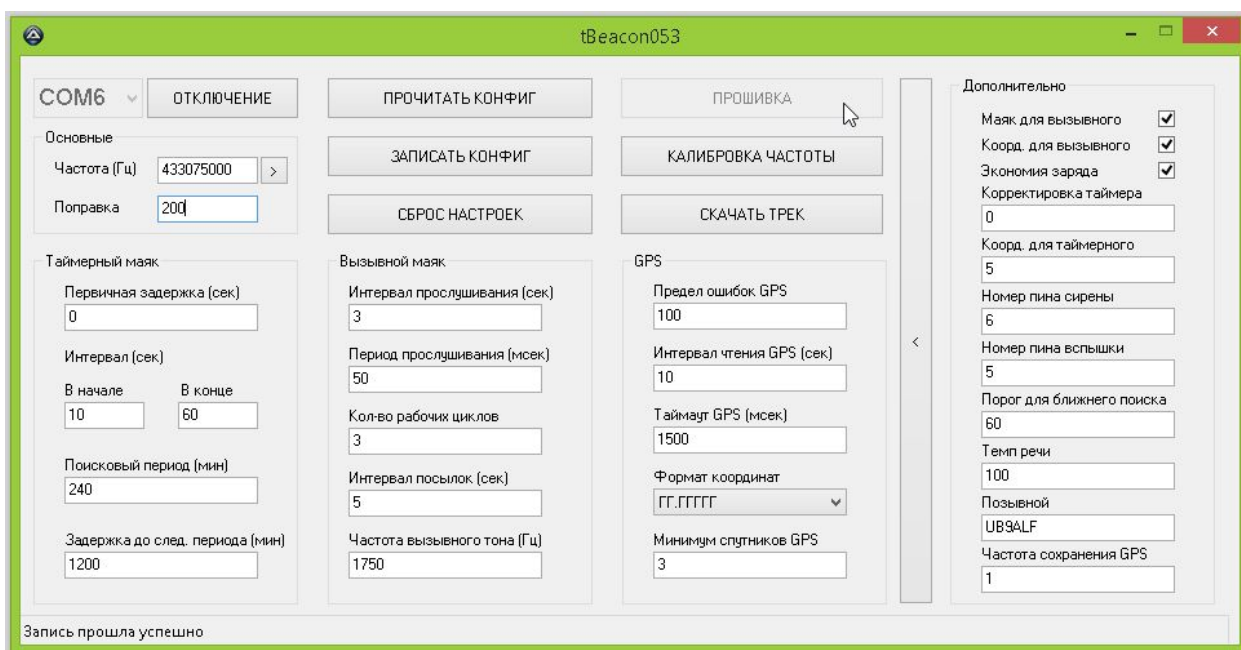 tBeacon053
COM6
ОТКЛЮЧЕНИЕ
ПРОЧИТАТЬ КОНФИГ
ПРОШИВКА
Основные
Частота (Гц)
433075000
>
Поправка
200
ЗАПИСАТЬ КОНФИГ
КАЛИБРОВКА ЧАСТОТЫ
СБРОС НАСТРОЕК
СКАЧАТЬ ТРЕК
Таймерный маяк
Первичная задержка (сек)
0
Интервал (сек)
В начале
В конце
10
60
Поисковый период (мин)
240
Задержка до след. периода (мин)
1200
Вызывной маяк
Интервал прослушивания (сек)
3
Период прослушивания (мсек)
50
Кол-во рабочих циклов
3
Интервал посылок (сек)
5
Частота вызывного тона (Гц)
1750
GPS
Предел ошибок GPS
100
Интервал чтения GPS (сек)
10
Таймаут GPS (мсек)
1500
Формат координат
ГГ.ГГГГГ
Минимум спутников GPS
3
<
Дополнительно
Маяк для вызывного
Коорд. для вызывного
Экономия заряда
Корректировка таймера
0
Коорд. для таймерного
5
Номер пина сирены
6
Номер пина вспышки
5
Порог для ближнего поиска
60
Темп речи
100
Позывной
UB9ALF
Частота сохранения GPS
1
Запись прошла успешно